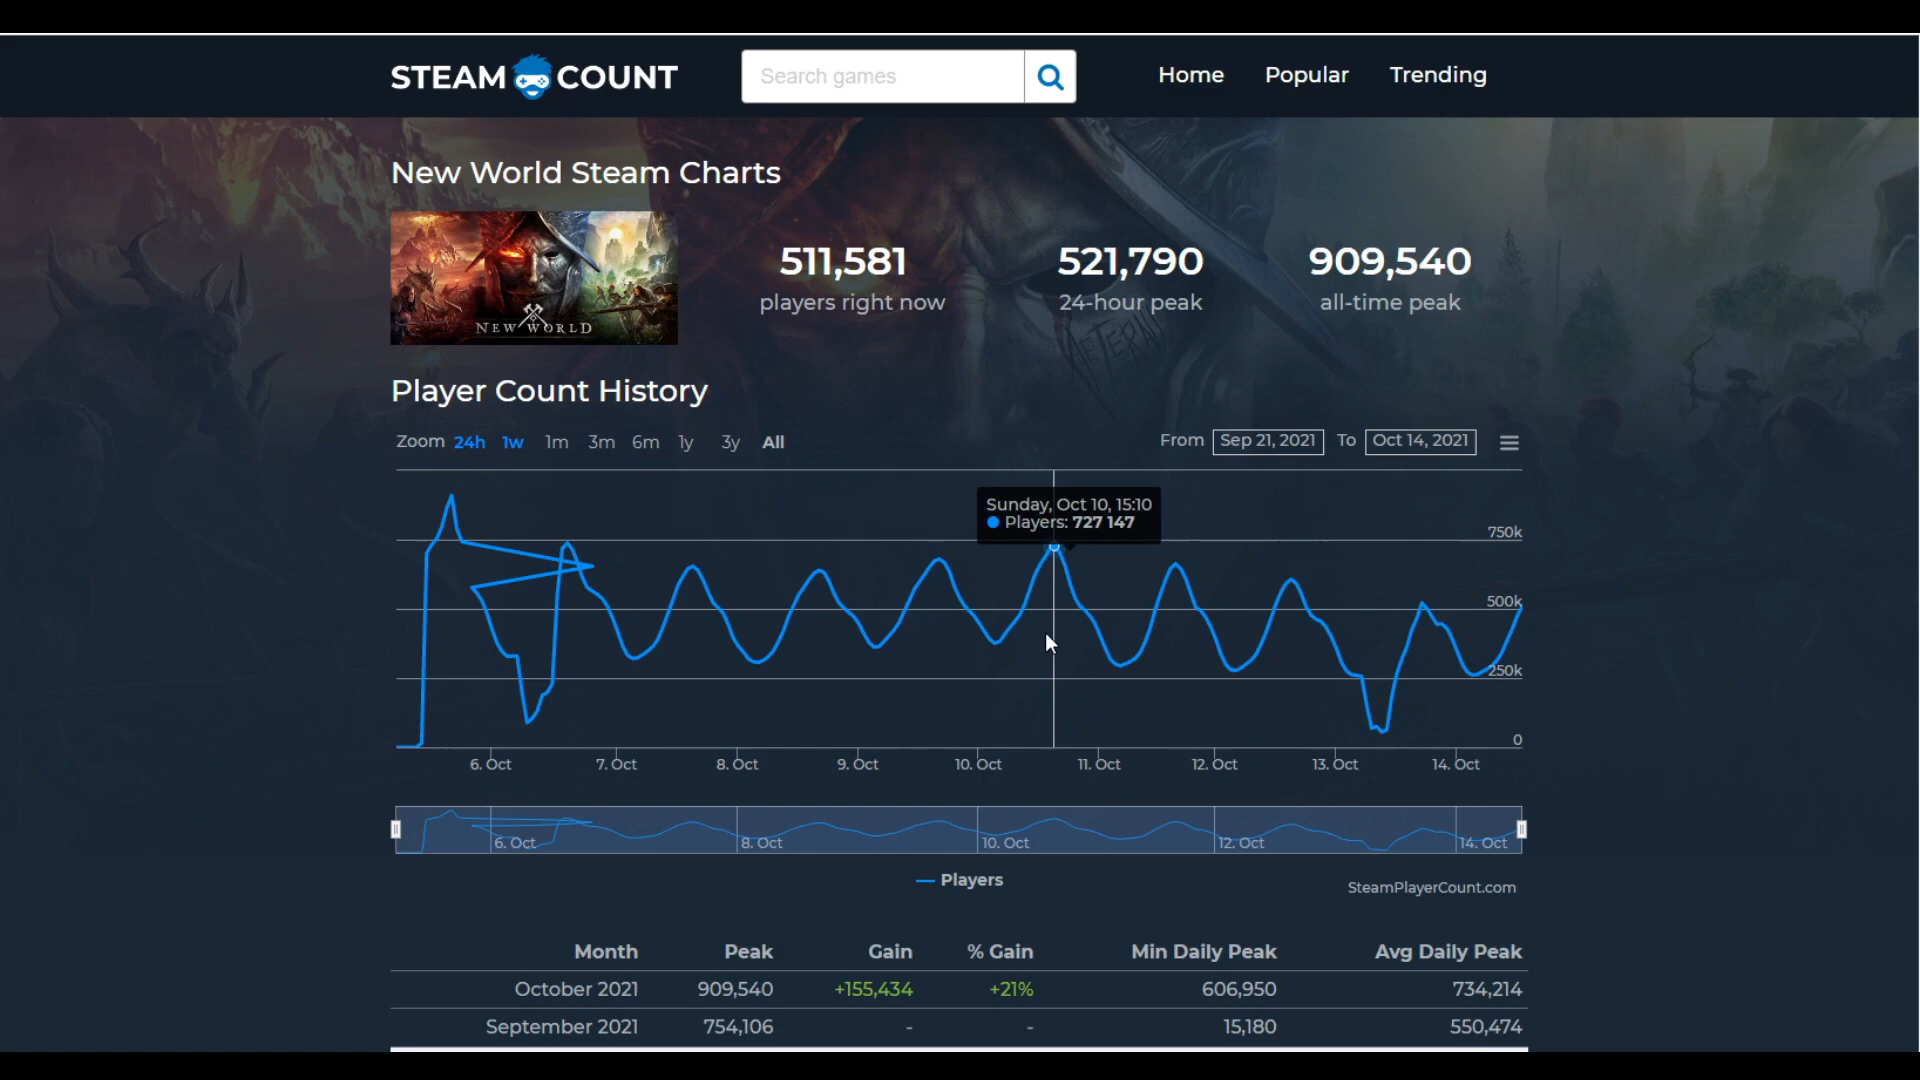 STEAM COUNT
Search games
Home Popular Trending
New World Steam Charts
NEW WORLD
511,581 521,790 909,540
players right now 24-hour peak all-time peak
AETERNUM
Player Count History
Zoom 24h 1w 1m 3m 6m 1y 3y All From Sep 21, 2021 To Oct 14, 2021
Sunday, Oct 10, 15:10
Players: 727 147
750k
500k
250k
0
6. Oct 7. Oct 8. Oct 9. Oct 10. Oct 11. Oct 12. Oct 13. Oct 14. Oct
6. Oct 8. Oct 10. Oct 12. Oct 14. Oct
Players
SteamPlayerCount.com
Month Peak Gain % Gain Min Daily Peak Avg Daily Peak
October 2021 909,540 +155,434 +21% 606,950 734,214
September 2021 754,106 - - 15,180 550,474